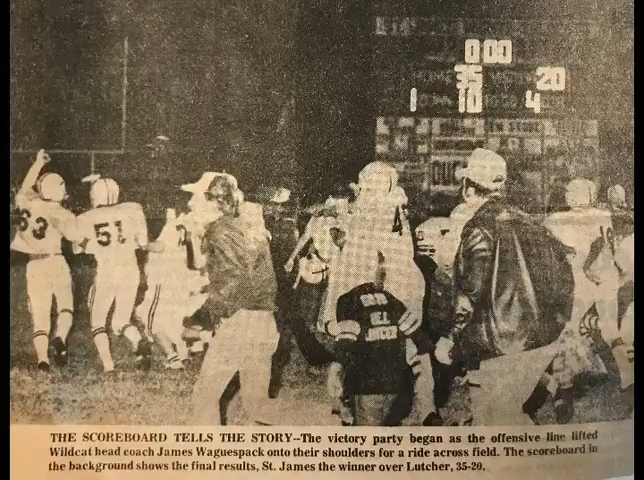 0:00
35 20
1 10 4
63 51
THE SCOREBOARD TELLS THE STORY--The victory party began as the offensive line lifted
Wildcat head coach James Waguespack onto their shoulders for a ride across field. The scoreboard in
the background shows the final results, St. James the winner over Lutcher, 35-20.